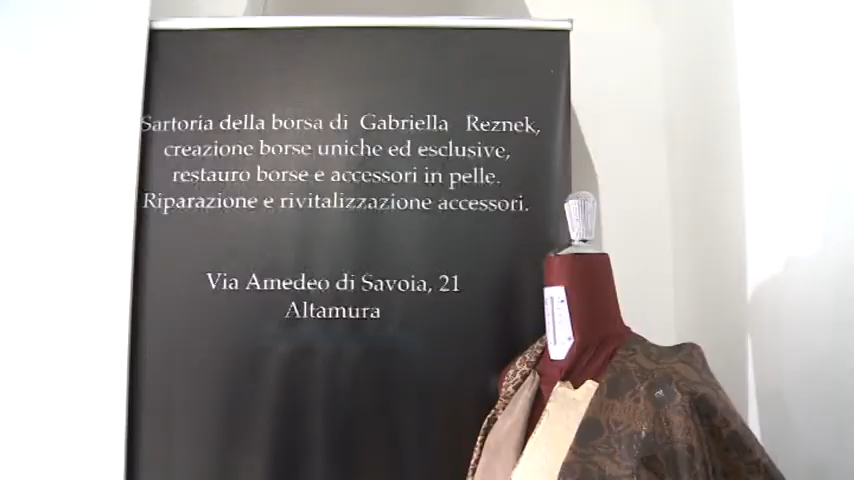 Sartoria della borsa di Gabriella Reznek,
creazione borse uniche ed esclusive,
restauro borse e accessori in pelle.
Riparazione e rivitalizzazione accessori.
Via Amedeo di Savoia, 21
Altamura